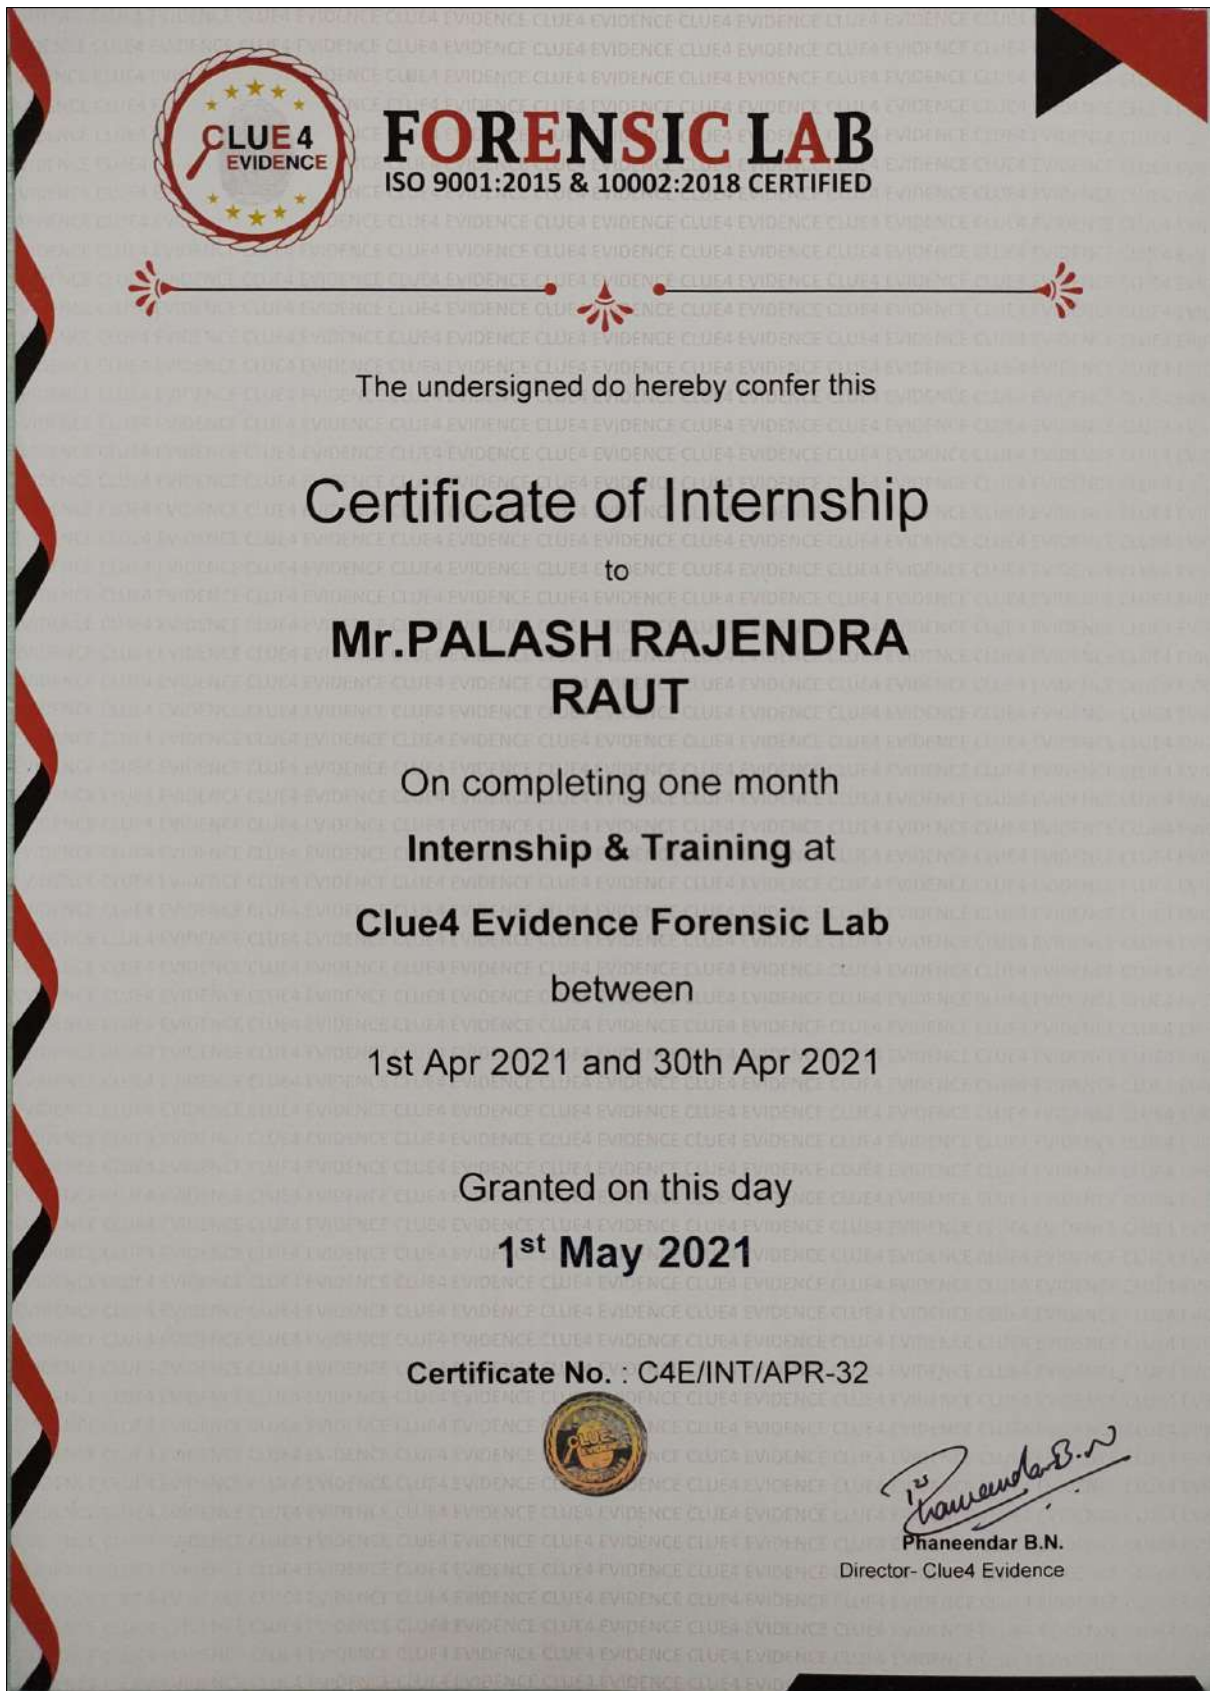 CLUE 4
EVIDENCE
FORENSIC LAB
ISO 9001:2015 & 10002:2018 CERTIFIED
The undersigned do hereby confer this
Certificate of Internship
to
Mr.PALASH RAJENDRA
RAUT
On completing one month
Internship & Training at
Clue4 Evidence Forensic Lab
between
1st Apr 2021 and 30th Apr 2021
Granted on this day
1st May 2021
Certificate No. : C4E/INT/APR-32
CLUE4
EVIDENCE
Phaneendar B.N
Phaneendar B.N.
Director- Clue4 Evidence